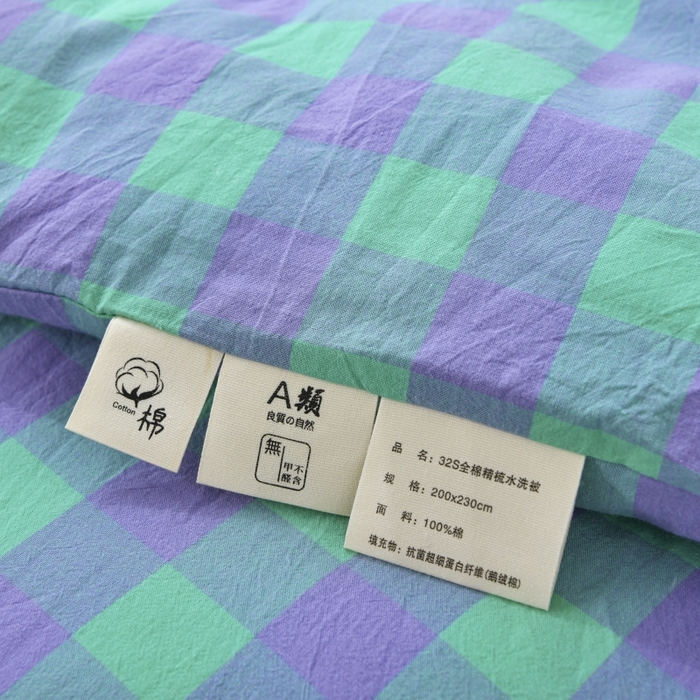 Cotton 棉
A類
良質の自然
無
甲不
醛含
品 名：32S全棉精梳水洗被
规 格：200x230cm
面 料：100%棉
填充物：抗菌超细蛋白纤维(鹅绒棉)